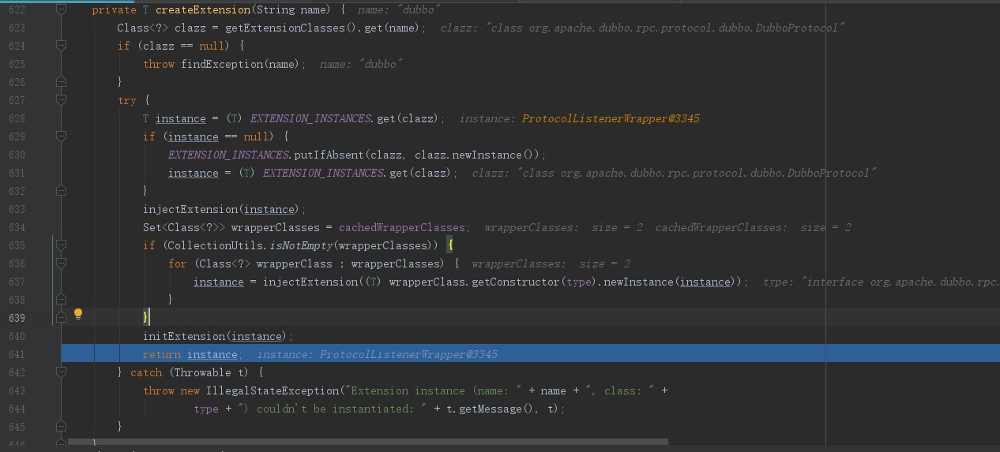 622 private T createExtension(String name) { name: "dubbo"
623 Class<?> clazz = getExtensionClasses().get(name); clazz: "class org.apache.dubbo.rpc.protocol.dubbo.DubboProtocol"
624 if (clazz == null) {
625 throw findException(name); name: "dubbo"
626 }
627 try {
628 T instance = (T) EXTENSION_INSTANCES.get(clazz); instance: ProtocolListenerWrapper@3345
629 if (instance == null) {
630 EXTENSION_INSTANCES.putIfAbsent(clazz, clazz.newInstance());
631 instance = (T) EXTENSION_INSTANCES.get(clazz); clazz: "class org.apache.dubbo.rpc.protocol.dubbo.DubboProtocol"
632 }
633 injectExtension(instance);
634 Set<Class<?>> wrapperClasses = cachedWrapperClasses; wrapperClasses: size = 2 cachedWrapperClasses: size = 2
635 if (CollectionUtils.isNotEmpty(wrapperClasses)) {
636 for (Class<?> wrapperClass : wrapperClasses) { wrapperClasses: size = 2
637 instance = injectExtension((T) wrapperClass.getConstructor(type).newInstance(instance)); type: "interface org.apache.dubbo.rpc.
638 }
639 }
640 initExtension(instance);
641 return instance; instance: ProtocolListenerWrapper@3345
642 } catch (Throwable t) {
643 throw new IllegalStateException("Extension instance (name: " + name + ", class: " +
644 type + ") couldn't be instantiated: " + t.getMessage(), t);
645 }
646 }